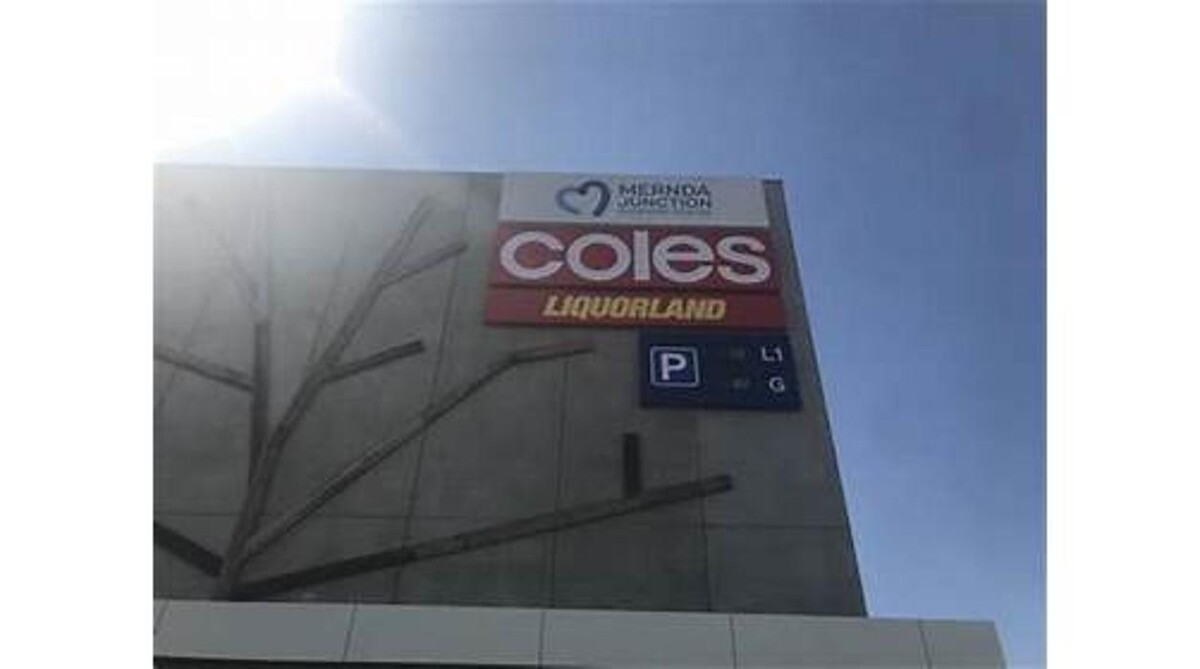 MERNDA
JUNCTION
coles
LIQUORLAND
P
L1
G